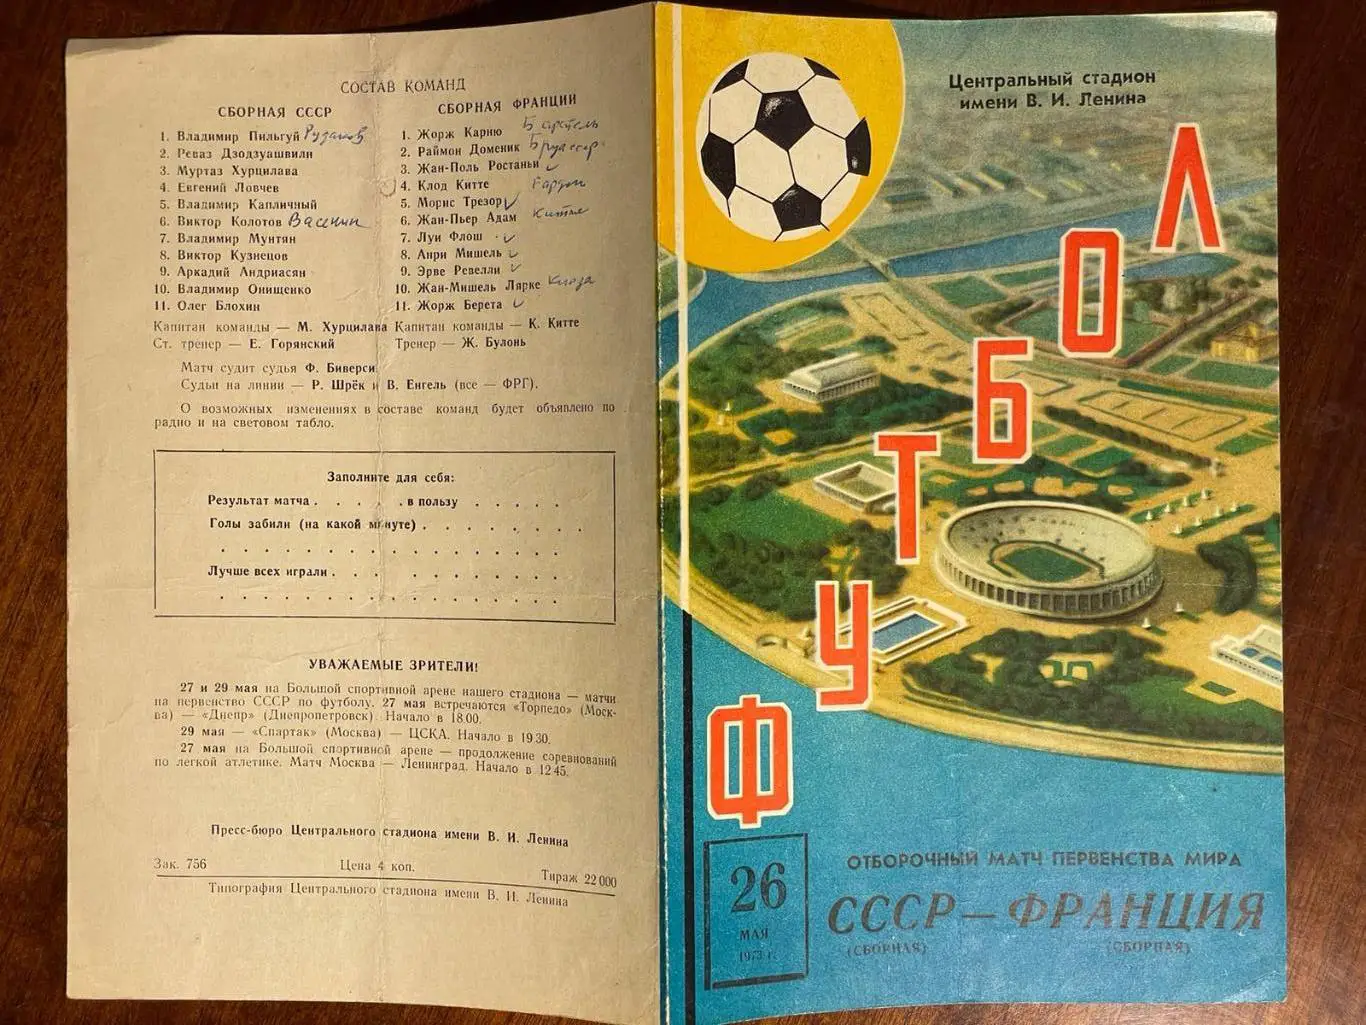 СОСТАВ КОМАНД
СБОРНАЯ СССР
1. Владимир Пильгуй Рудаков
2. Реваз Дзодзуашвили
3. Муртаз Хурцилава
4. Евгений Ловчев
5. Владимир Капличный
6. Виктор Колотов Васенин
7. Владимир Мунтян
8. Виктор Кузнецов
9. Аркадий Андриасян
10. Владимир Онищенко
11. Олег Блохин
Капитан команды — М. Хурцилава
Ст. тренер — Е. Горянский
СБОРНАЯ ФРАНЦИИ
1. Жорж Карню
2. Раймон Доменик
3. Жан-Поль Ростаньи
4. Клод Китте
5. Морис Трезор
6. Жан-Пьер Адам Китте
7. Луи Флош
8. Анри Мишель
9. Эрве Ревелли
10. Жан-Мишель Лярке
11. Жорж Берета
Капитан команды — К. Китте
Тренер — Ж. Булонь
Матч судит судья Ф. Биверси.
Судьи на линии — Р. Шрёк и В. Енгель (все — ФРГ).
О возможных изменениях в составе команд будет объявлено по
радио и на световом табло.
Заполните для себя:
Результат матча . . . . . . в пользу . . . . .
Голы забили (на какой минуте) . . . . . . .
Лучше всех играли . . . . . . . . . .
УВАЖАЕМЫЕ ЗРИТЕЛИ!
27 и 29 мая на Большой спортивной арене нашего стадиона — матчи
на первенство СССР по футболу. 27 мая встречаются «Торпедо» (Моск-
ва) — «Днепр» (Днепропетровск). Начало в 18.00.
29 мая — «Спартак» (Москва) — ЦСКА. Начало в 19.30.
27 мая на Большой спортивной арене — продолжение соревнований
по легкой атлетике. Матч Москва — Ленинград. Начало в 12.45.
Пресс-бюро Центрального стадиона имени В. И. Ленина
Зак. 756 Цена 4 коп. Тираж 22 000
Типография Центрального стадиона имени В. И. Ленина
Центральный стадион
имени В. И. Ленина
ФУТБОЛ
26
МАЯ
1973 г.
ОТБОРОЧНЫЙ МАТЧ ПЕРВЕНСТВА МИРА
СССР — ФРАНЦИЯ
(СБОРНАЯ) (СБОРНАЯ)